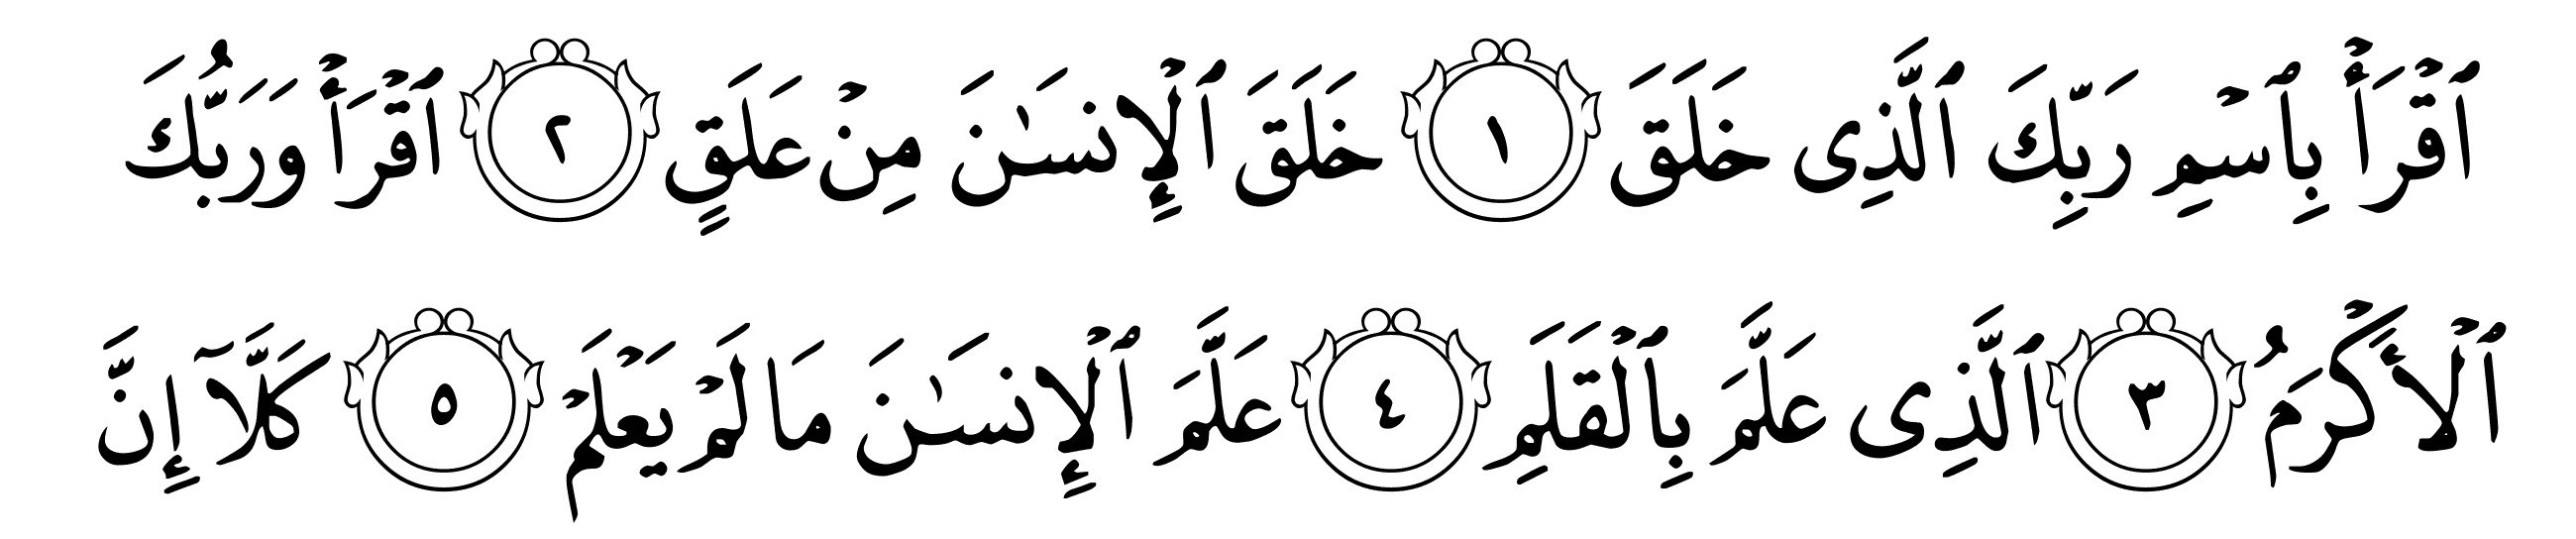 ٱقۡرَأۡ بِٱسۡمِ رَبِّكَ ٱلَّذِى خَلَقَ ١ خَلَقَ ٱلۡإِنسَـٰنَ مِنۡ عَلَقٍ ٢ ٱقۡرَأۡ وَرَبُّكَ
ٱلۡأَكۡرَمُ ٣ ٱلَّذِى عَلَّمَ بِٱلۡقَلَمِ ٤ عَلَّمَ ٱلۡإِنسَـٰنَ مَا لَمۡ يَعۡلَمۡ ٥ كَلَّآ إِنَّ